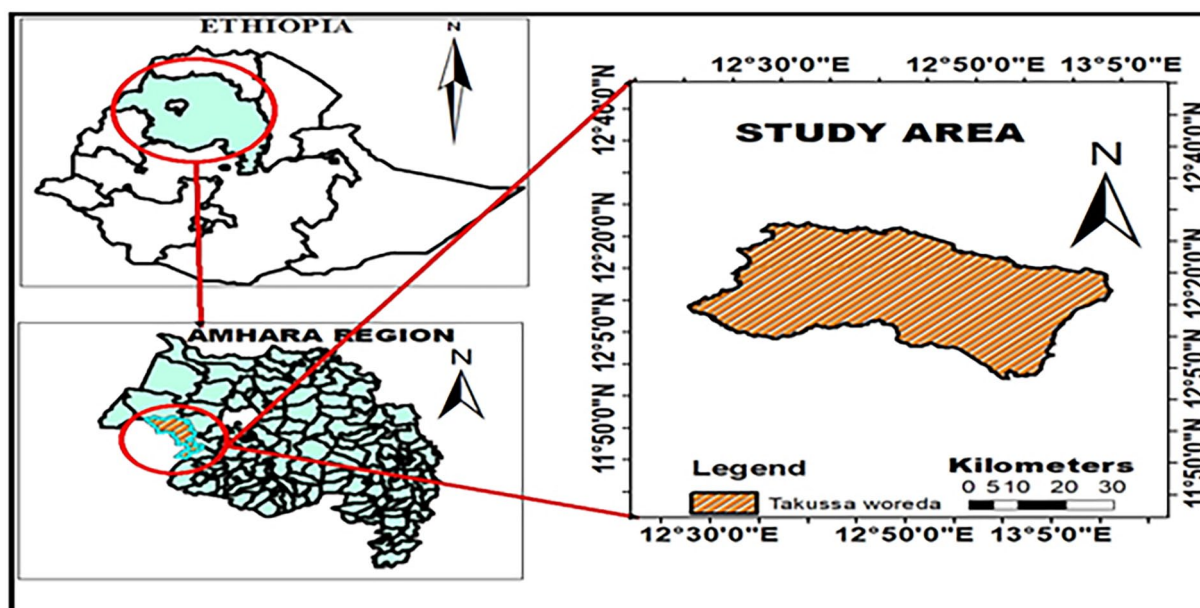 ETHIOPIA
N
AMHARA REGION
N
12°30'0"E 12°50'0"E 13°5'0"E
12°40'0"N
12°20'0"N
12°5'0"N
11°50'0"N
STUDY AREA
N
Legend
Takussa woreda
Kilometers
0 5 10 20 30
12°40'0"N
12°20'0"N
12°5'0"N
11°50'0"N
12°30'0"E 12°50'0"E 13°5'0"E